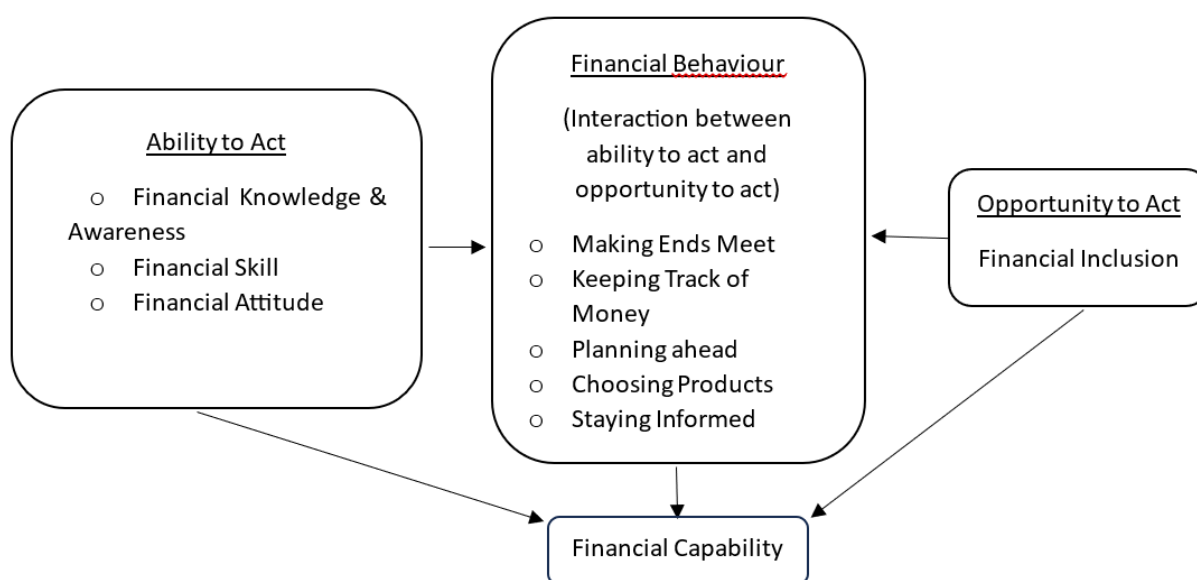 Ability to Act
o Financial Knowledge &
Awareness
o Financial Skill
o Financial Attitude
Financial Behaviour
(Interaction between
ability to act and
opportunity to act)
o Making Ends Meet
o Keeping Track of
Money
o Planning ahead
o Choosing Products
o Staying Informed
Opportunity to Act
Financial Inclusion
Financial Capability